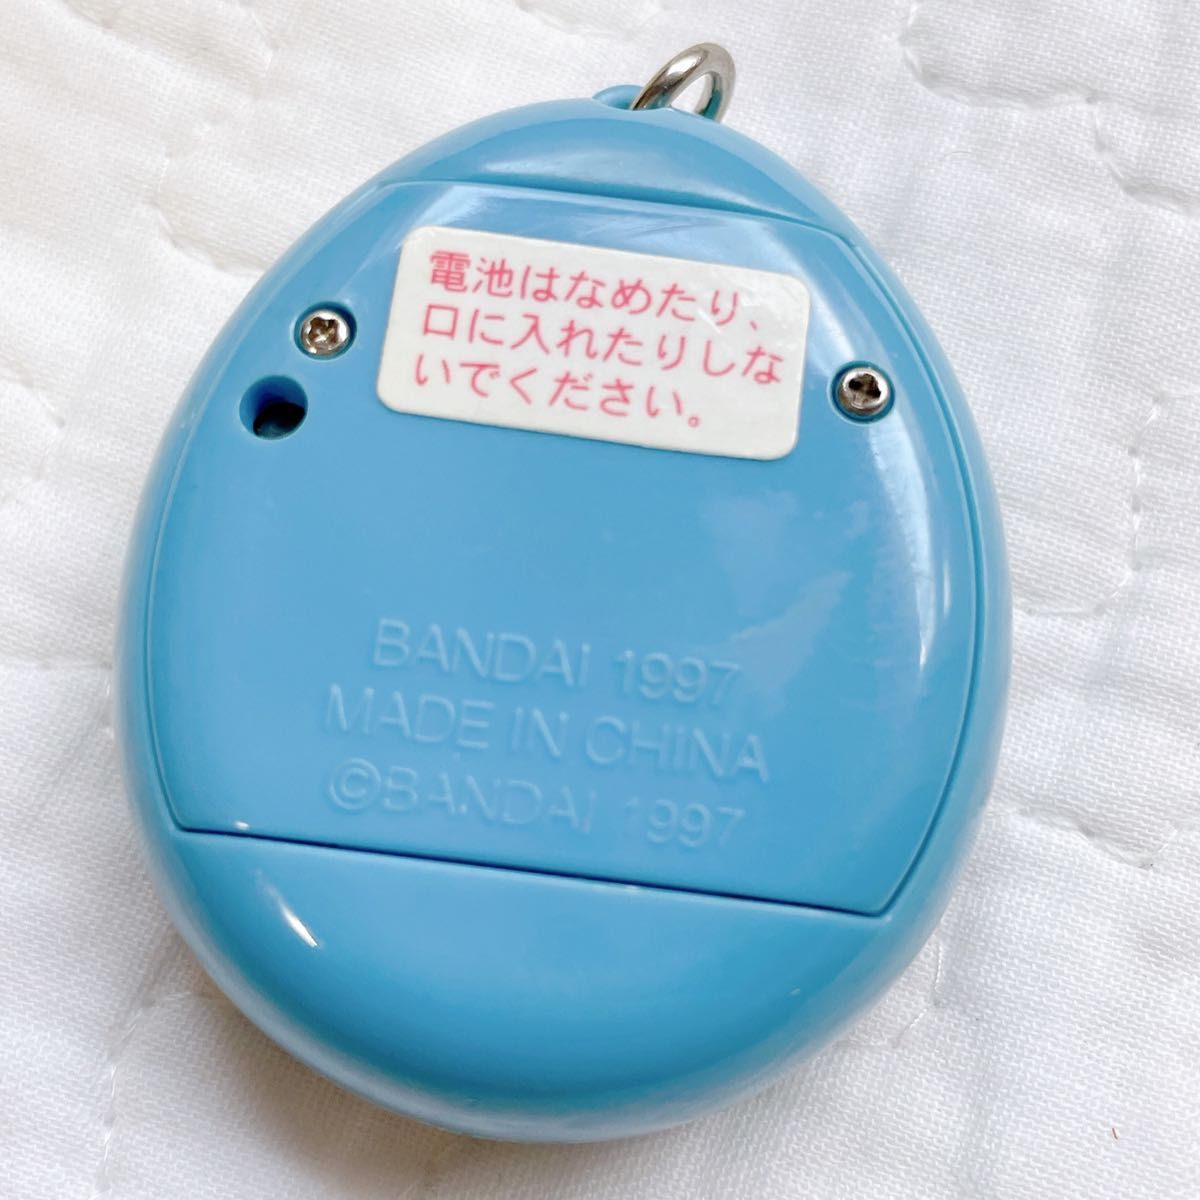 電池はなめたり、
口に入れたりしな
いでください。
BANDAI 1997
MADE IN CHINA
©BANDAI 1997